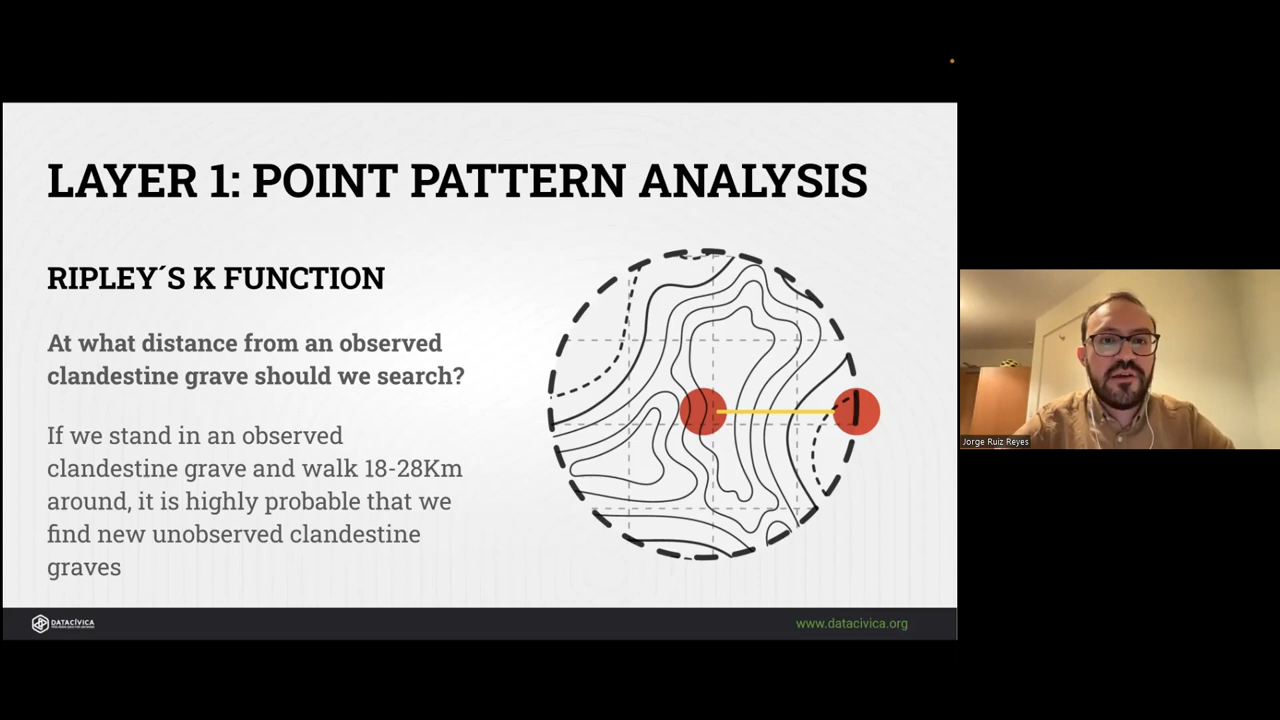 LAYER 1: POINT PATTERN ANALYSIS
RIPLEY´S K FUNCTION
At what distance from an observed
clandestine grave should we search?
If we stand in an observed
clandestine grave and walk 18-28Km
around, it is highly probable that we
find new unobserved clandestine
graves
Jorge Ruiz Reyes
DATACÍVICA
www.datacivica.org